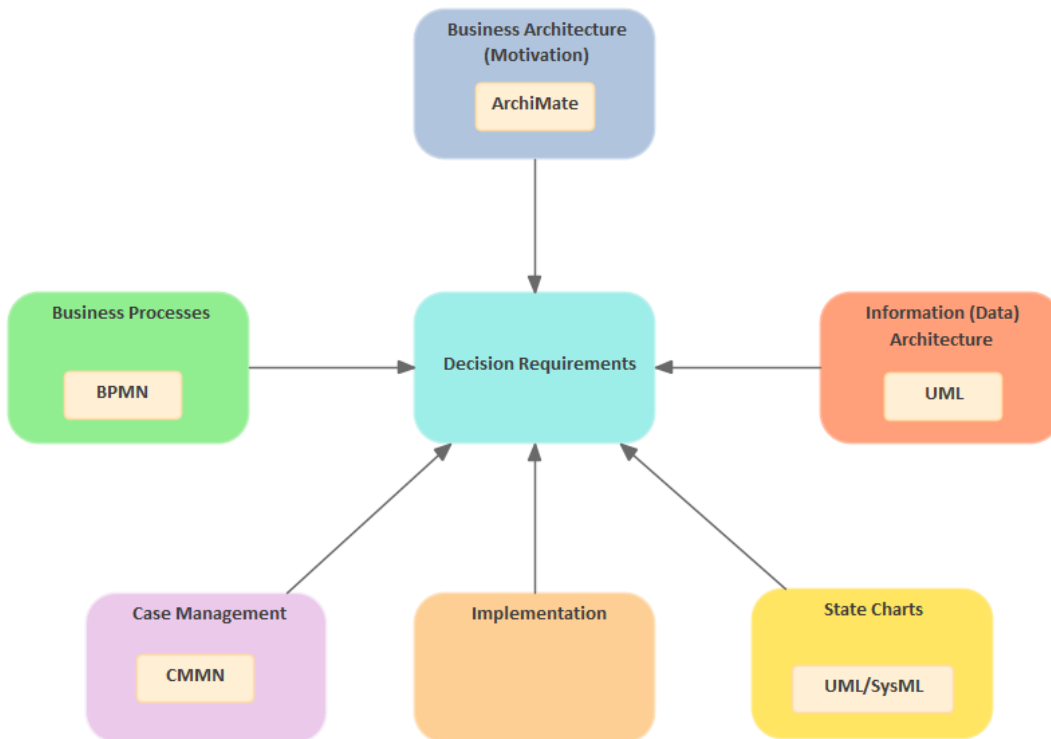 Business Architecture
(Motivation)
ArchiMate
Business Processes
BPMN
Decision Requirements
Information (Data)
Architecture
UML
Case Management
CMMN
Implementation
State Charts
UML/SysML